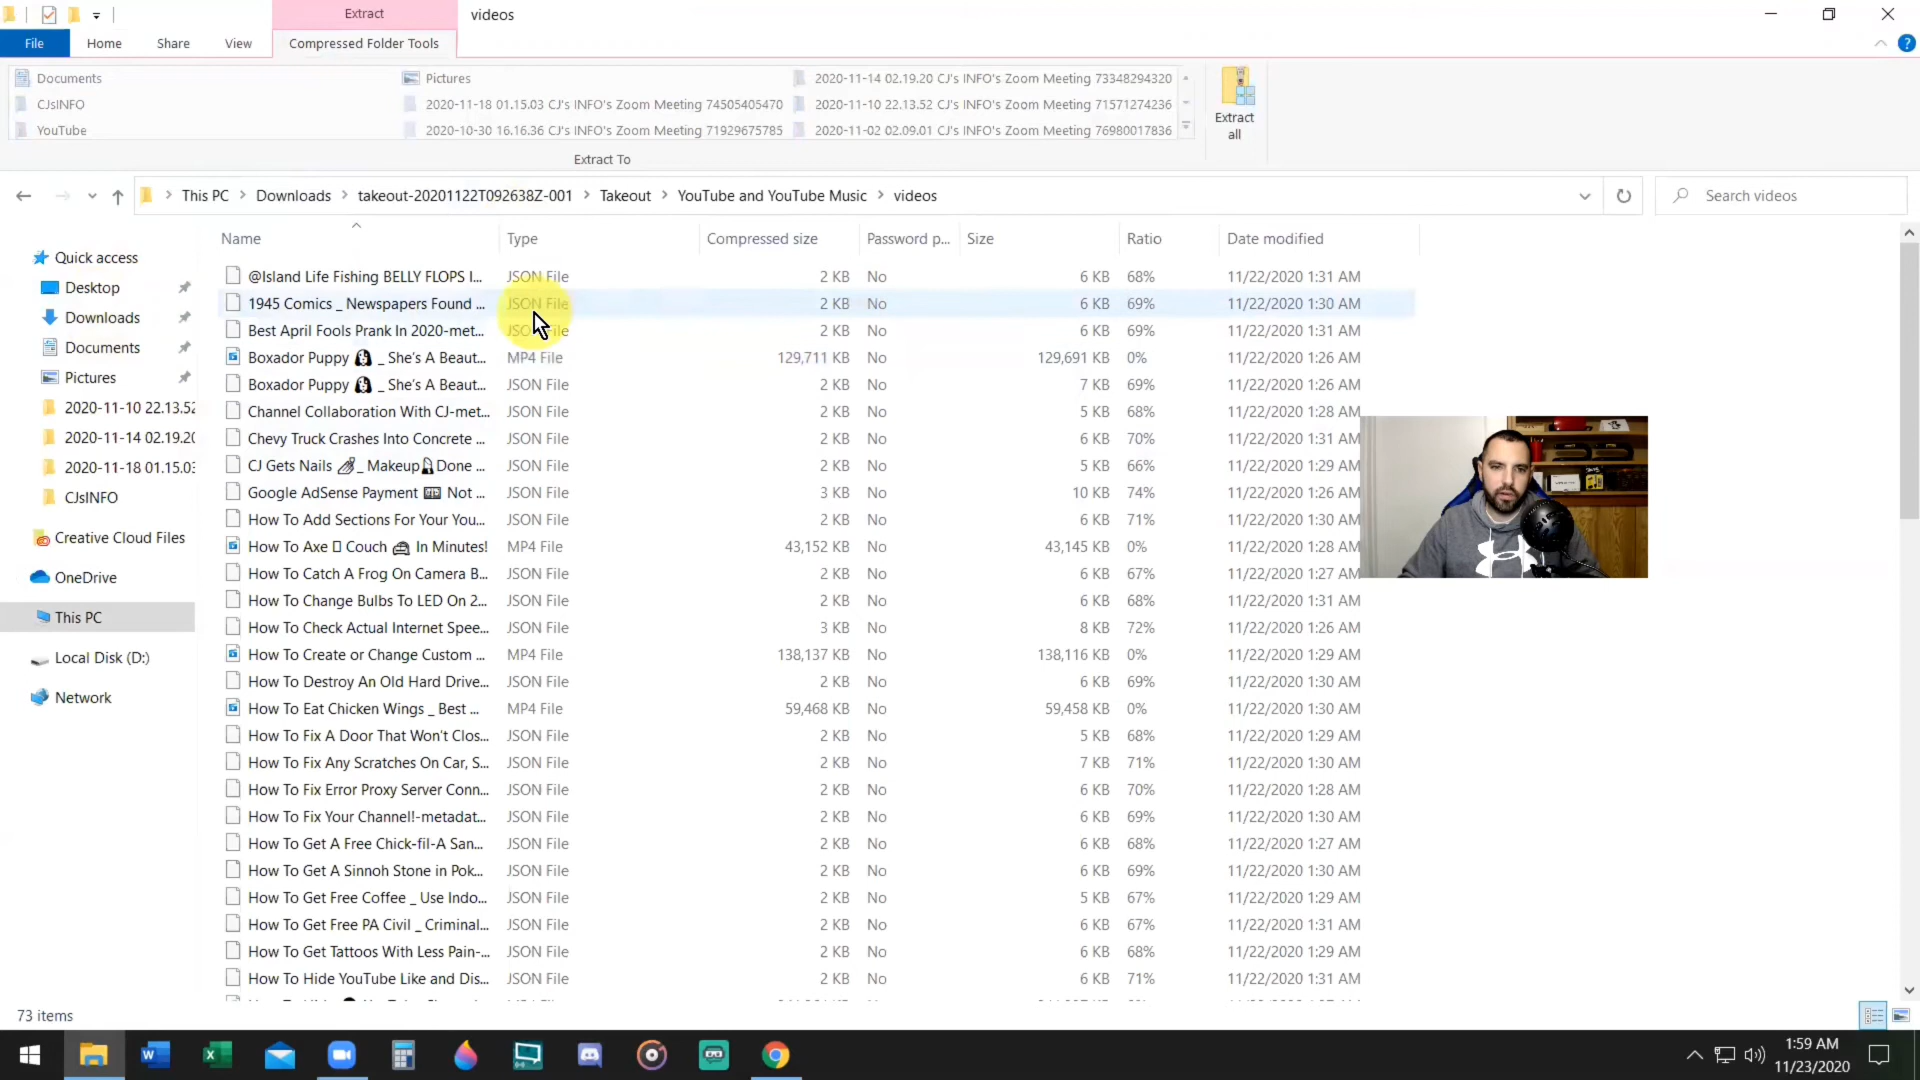 Extract
videos
File
Home
Share
View
Compressed Folder Tools
Documents
Pictures
2020-11-14 02.19.20 CJ's INFO's Zoom Meeting 73348294320
CJsINFO
2020-11-18 01.15.03 CJ's INFO's Zoom Meeting 74505405470
2020-11-10 22.13.52 CJ's INFO's Zoom Meeting 71571274236
YouTube
2020-10-30 16.16.36 CJ's INFO's Zoom Meeting 71929675785
2020-11-02 02.09.01 CJ's INFO's Zoom Meeting 76980017836
Extract
all
Extract To
This PC > Downloads > takeout-20201122T092638Z-001 > Takeout > YouTube and YouTube Music > videos
Search videos
Name Type Compressed size Password p... Size Ratio Date modified
Quick access
Desktop
Downloads
Documents
Pictures
2020-11-10 22.13.52
2020-11-14 02.19.20
2020-11-18 01.15.03
CJsINFO
Creative Cloud Files
OneDrive
This PC
Local Disk (D:)
Network
@Island Life Fishing BELLY FLOPS I... JSON File 2 KB No 6 KB 68% 11/22/2020 1:31 AM
1945 Comics _ Newspapers Found ... JSON File 2 KB No 6 KB 69% 11/22/2020 1:30 AM
Best April Fools Prank In 2020-met... JSON File 2 KB No 6 KB 69% 11/22/2020 1:31 AM
Boxador Puppy _ She's A Beaut... MP4 File 129,711 KB No 129,691 KB 0% 11/22/2020 1:26 AM
Boxador Puppy _ She's A Beaut... JSON File 2 KB No 7 KB 69% 11/22/2020 1:26 AM
Channel Collaboration With CJ-met... JSON File 2 KB No 5 KB 68% 11/22/2020 1:28 AM
Chevy Truck Crashes Into Concrete ... JSON File 2 KB No 6 KB 70% 11/22/2020 1:31 AM
CJ Gets Nails _ Makeup Done ... JSON File 2 KB No 5 KB 66% 11/22/2020 1:29 AM
Google AdSense Payment Not ... JSON File 3 KB No 10 KB 74% 11/22/2020 1:26 AM
How To Add Sections For Your You... JSON File 2 KB No 6 KB 71% 11/22/2020 1:30 AM
How To Axe Couch In Minutes! MP4 File 43,152 KB No 43,145 KB 0% 11/22/2020 1:28 AM
How To Catch A Frog On Camera B... JSON File 2 KB No 6 KB 67% 11/22/2020 1:27 AM
How To Change Bulbs To LED On 2... JSON File 2 KB No 6 KB 68% 11/22/2020 1:31 AM
How To Check Actual Internet Spee... JSON File 3 KB No 8 KB 72% 11/22/2020 1:26 AM
How To Create or Change Custom ... MP4 File 138,137 KB No 138,116 KB 0% 11/22/2020 1:29 AM
How To Destroy An Old Hard Drive... JSON File 2 KB No 6 KB 69% 11/22/2020 1:30 AM
How To Eat Chicken Wings _ Best ... MP4 File 59,468 KB No 59,458 KB 0% 11/22/2020 1:30 AM
How To Fix A Door That Won't Clos... JSON File 2 KB No 5 KB 68% 11/22/2020 1:29 AM
How To Fix Any Scratches On Car, S... JSON File 2 KB No 7 KB 71% 11/22/2020 1:30 AM
How To Fix Error Proxy Server Conn... JSON File 2 KB No 6 KB 70% 11/22/2020 1:28 AM
How To Fix Your Channel!-metadat... JSON File 2 KB No 6 KB 69% 11/22/2020 1:30 AM
How To Get A Free Chick-fil-A San... JSON File 2 KB No 6 KB 68% 11/22/2020 1:27 AM
How To Get A Sinnoh Stone in Pok... JSON File 2 KB No 6 KB 69% 11/22/2020 1:30 AM
How To Get Free Coffee _ Use Indo... JSON File 2 KB No 5 KB 67% 11/22/2020 1:29 AM
How To Get Free PA Civil _ Criminal... JSON File 2 KB No 6 KB 67% 11/22/2020 1:31 AM
How To Get Tattoos With Less Pain-... JSON File 2 KB No 6 KB 68% 11/22/2020 1:29 AM
How To Hide YouTube Like and Dis... JSON File 2 KB No 6 KB 71% 11/22/2020 1:31 AM
73 items
1:59 AM
11/23/2020